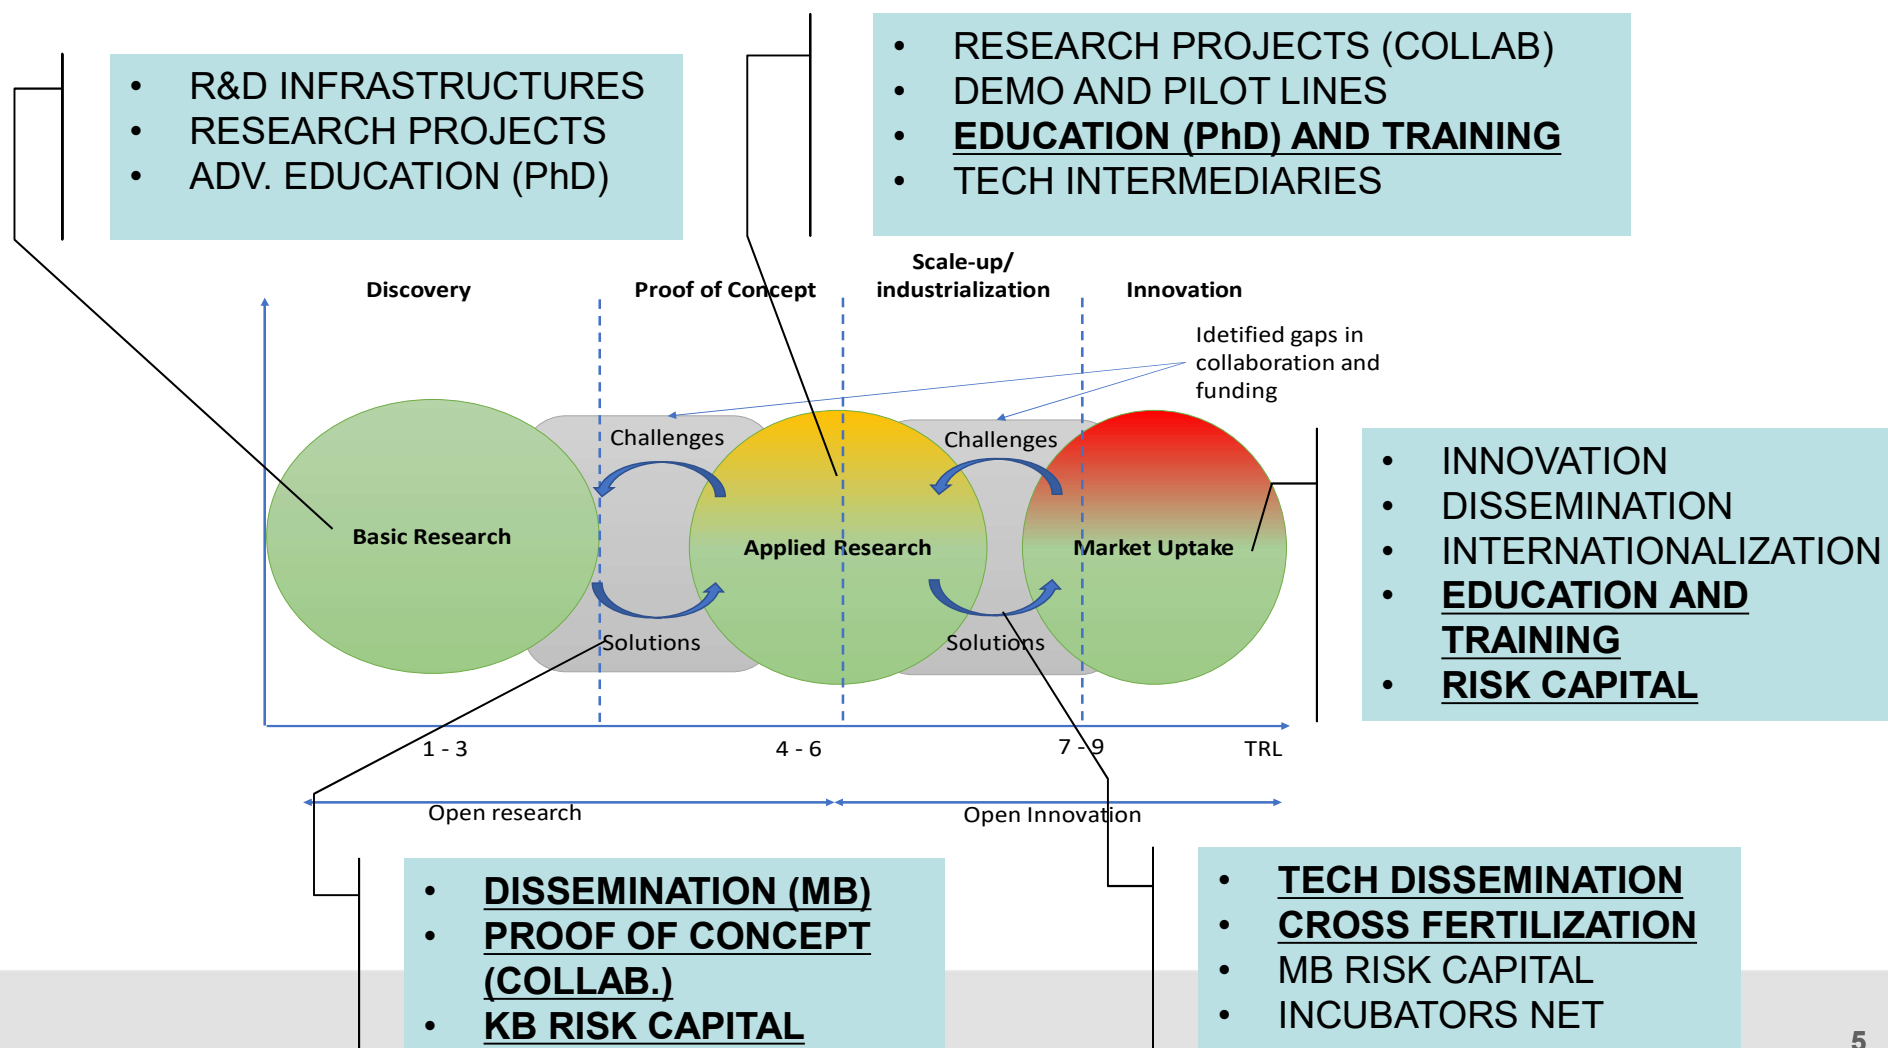 • R&D INFRASTRUCTURES
• RESEARCH PROJECTS
• ADV. EDUCATION (PhD)
• RESEARCH PROJECTS (COLLAB)
• DEMO AND PILOT LINES
• EDUCATION (PhD) AND TRAINING
• TECH INTERMEDIARIES
Discovery
Proof of Concept
Scale-up/
industrialization
Innovation
Idetified gaps in
collaboration and
funding
Challenges
Challenges
Basic Research
Applied Research
Market Uptake
Solutions
Solutions
1 - 3
4 - 6
7 - 9
TRL
Open research
Open Innovation
• INNOVATION
• DISSEMINATION
• INTERNATIONALIZATION
• EDUCATION AND
TRAINING
• RISK CAPITAL
• DISSEMINATION (MB)
• PROOF OF CONCEPT
(COLLAB.)
• KB RISK CAPITAL
• TECH DISSEMINATION
• CROSS FERTILIZATION
• MB RISK CAPITAL
• INCUBATORS NET
5